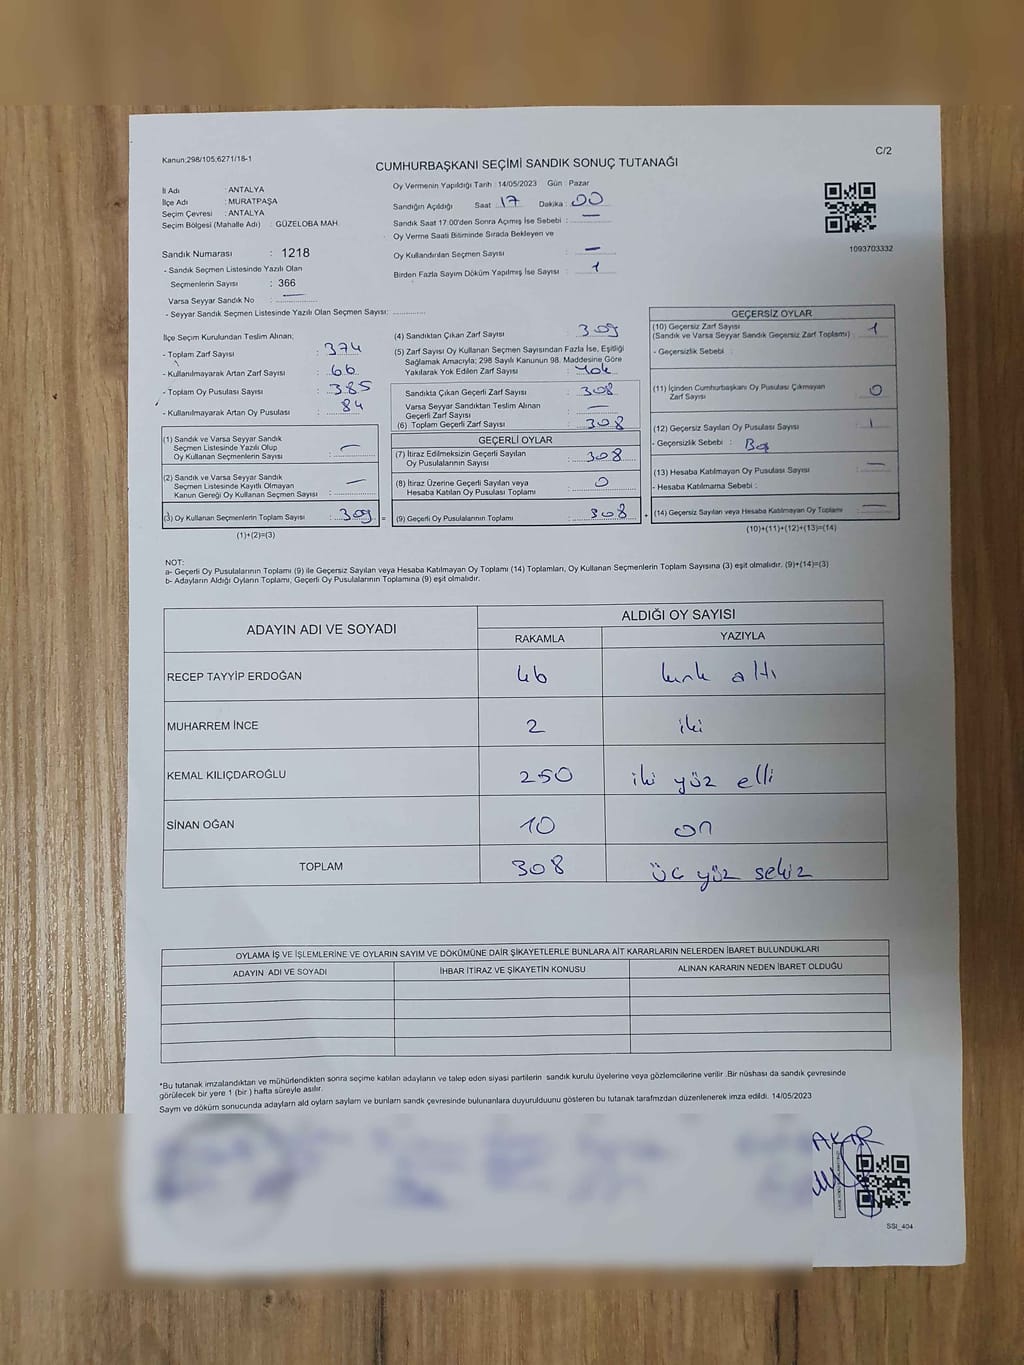 Kanun;298/105;6271/18-1
C/2
CUMHURBAŞKANI SEÇİMİ SANDIK SONUÇ TUTANAĞI
İl Adı : ANTALYA
İlçe Adı : MURATPAŞA
Seçim Çevresi : ANTALYA
Seçim Bölgesi (Mahalle Adı) : GÜZELOBA MAH.
Sandık Numarası : 1218
- Sandık Seçmen Listesinde Yazılı Olan
Seçmenlerin Sayısı : 366
Varsa Seyyar Sandık No : —
- Seyyar Sandık Seçmen Listesinde Yazılı Olan Seçmen Sayısı:
Oy Vermenin Yapıldığı Tarih : 14/05/2023 Gün : Pazar
Sandığın Açıldığı Saat 17 Dakika : 00
Sandık Saat 17:00'den Sonra Açımış İse Sebebi : —
Oy Verme Saati Bitiminde Sırada Bekleyen ve
Oy Kullandırılan Seçmen Sayısı : —
Birden Fazla Sayım Döküm Yapılmış İse Sayısı : 1
1093703332
İlçe Seçim Kurulundan Teslim Alınan;
- Toplam Zarf Sayısı : 374
- Kullanılmayarak Artan Zarf Sayısı : 66
- Toplam Oy Pusulası Sayısı : 385
- Kullanılmayarak Artan Oy Pusulası : 84
(1) Sandık ve Varsa Seyyar Sandık
Seçmen Listesinde Yazılı Olup
Oy Kullanan Seçmenlerin Sayısı : —
(2) Sandık ve Varsa Seyyar Sandık
Seçmen Listesinde Kayıtlı Olmayan
Kanun Gereği Oy Kullanan Seçmen Sayısı : —
(3) Oy Kullanan Seçmenlerin Toplam Sayısı : 309 =
(1)+(2)=(3)
(4) Sandıktan Çıkan Zarf Sayısı : 309
(5) Zarf Sayısı Oy Kullanan Seçmen Sayısından Fazla İse, Eşitliği
Sağlamak Amacıyla; 298 Sayılı Kanunun 98. Maddesine Göre
Yakılarak Yok Edilen Zarf Sayısı : Yok
Sandıkta Çıkan Geçerli Zarf Sayısı : 308
Varsa Seyyar Sandıktan Teslim Alınan
Geçerli Zarf Sayısı : —
(6) Toplam Geçerli Zarf Sayısı : 308
GEÇERLİ OYLAR
(7) İtiraz Edilmeksizin Geçerli Sayılan
Oy Pusulalarının Sayısı : 308
(8) İtiraz Üzerine Geçerli Sayılan veya
Hesaba Katılan Oy Pusulası Toplamı : 0
(9) Geçerli Oy Pusulalarının Toplamı : 308 +
GEÇERSİZ OYLAR
(10) Geçersiz Zarf Sayısı
(Sandık ve Varsa Seyyar Sandık Geçersiz Zarf Toplamı) : 1
- Geçersizlik Sebebi :
(11) İçinden Cumhurbaşkanı Oy Pusulası Çıkmayan
Zarf Sayısı : 0
(12) Geçersiz Sayılan Oy Pusulası Sayısı : 1
- Geçersizlik Sebebi :
(13) Hesaba Katılmayan Oy Pusulası Sayısı : —
- Hesaba Katılmama Sebebi :
(14) Geçersiz Sayılan veya Hesaba Katılmayan Oy Toplamı : —
(10)+(11)+(12)+(13)=(14)
NOT:
a- Geçerli Oy Pusulalarının Toplamı (9) ile Geçersiz Sayılan veya Hesaba Katılmayan Oy Toplamı (14) Toplamları, Oy Kullanan Seçmenlerin Toplam Sayısına (3) eşit olmalıdır. (9)+(14)=(3)
b- Adayların Aldığı Oyların Toplamı, Geçerli Oy Pusulalarının Toplamına (9) eşit olmalıdır.
ADAYIN ADI VE SOYADI ALDIĞI OY SAYISI
RAKAMLA YAZIYLA
RECEP TAYYİP ERDOĞAN 46 kırk altı
MUHARREM İNCE 2 iki
KEMAL KILIÇDAROĞLU 250 iki yüz elli
SİNAN OĞAN 10 on
TOPLAM 308 üç yüz sekiz
OYLAMA İŞ VE İŞLEMLERİNE VE OYLARIN SAYIM VE DÖKÜMÜNE DAİR ŞİKAYETLERLE BUNLARA AİT KARARLARIN NELERDEN İBARET BULUNDUKLARI
ADAYIN ADI VE SOYADI İHBAR İTİRAZ VE ŞİKAYETİN KONUSU ALINAN KARARIN NEDEN İBARET OLDUĞU
*Bu tutanak imzalandıktan ve mühürlendikten sonra seçime katılan adayların ve talep eden siyasi partilerin sandık kurulu üyelerine veya gözlemcilerine verilir .Bir nüshası da sandık çevresinde
görülecek bir yere 1 (bir ) hafta süreyle asılır.
Sayım ve döküm sonucunda adayların ald oyların sayların ve bunların sandk çevresinde bulunanlara duyurulduunu gösteren bu tutanak tarafmzdan düzenlenerek imza edildi. 14/05/2023
AKAR
SSI_404